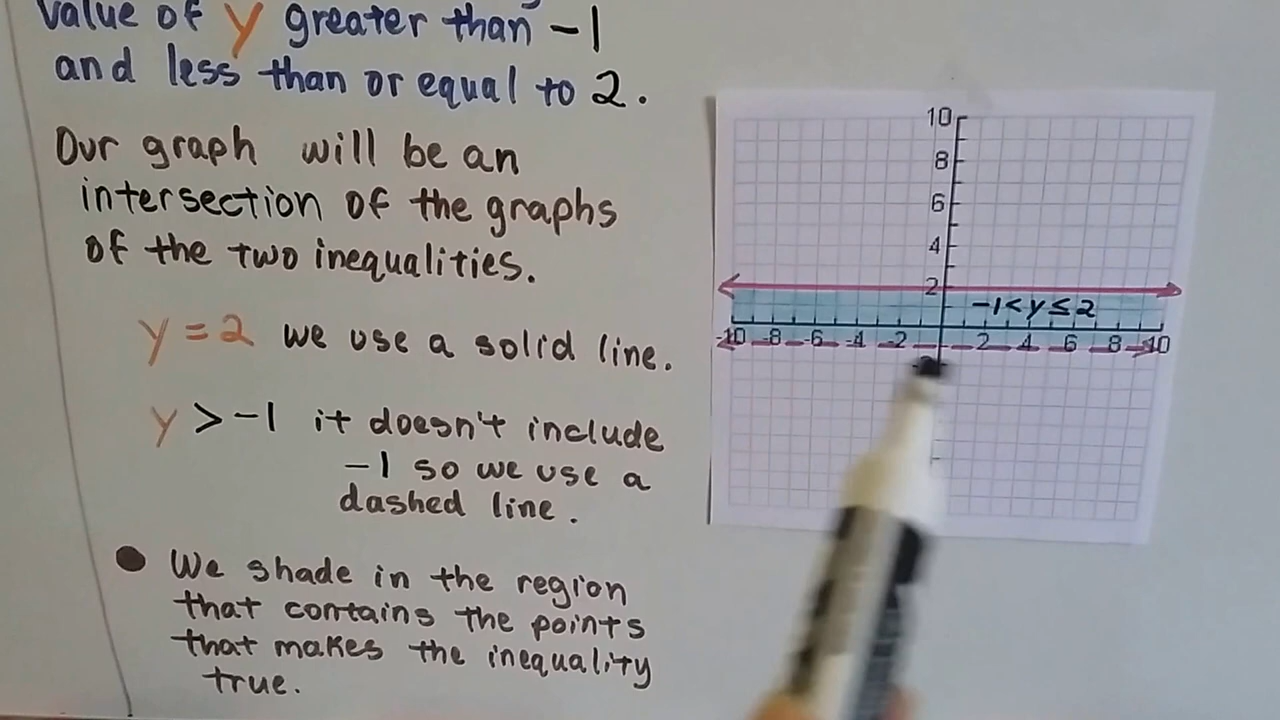 value of y greater than -1
and less than or equal to 2.
Our graph will be an
intersection of the graphs
of the two inequalities.
y = 2 we use a solid line.
y > -1 it doesn't include
-1 so we use a
dashed line.
We shade in the region
that contains the points
that makes the inequality
true.
10
8
6
4
2
-1 < y ≤ 2
-10 -8 -6 -4 -2 2 4 6 8 10